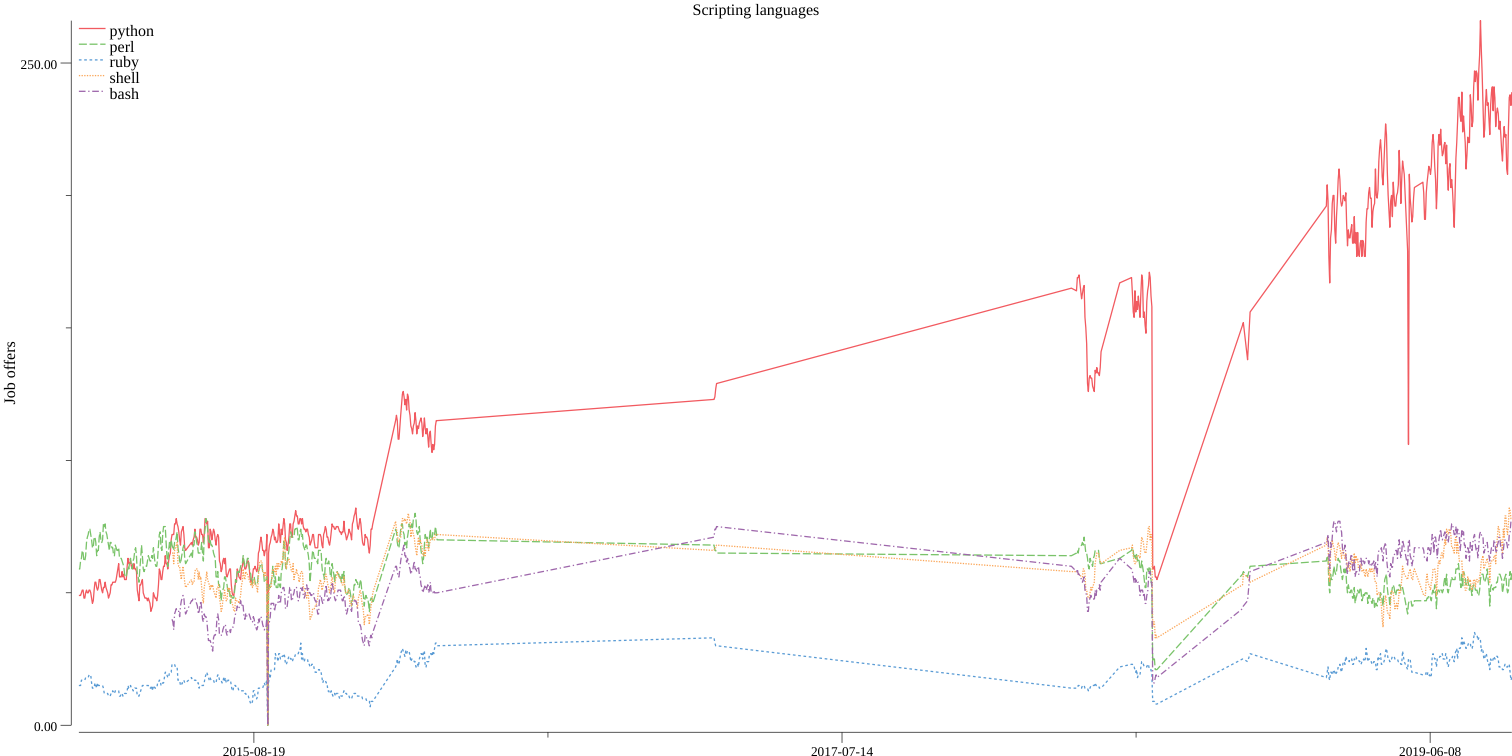 Scripting languages
python
perl
ruby
shell
bash
250.00
Job offers
0.00
2015-08-19
2017-07-14
2019-06-08